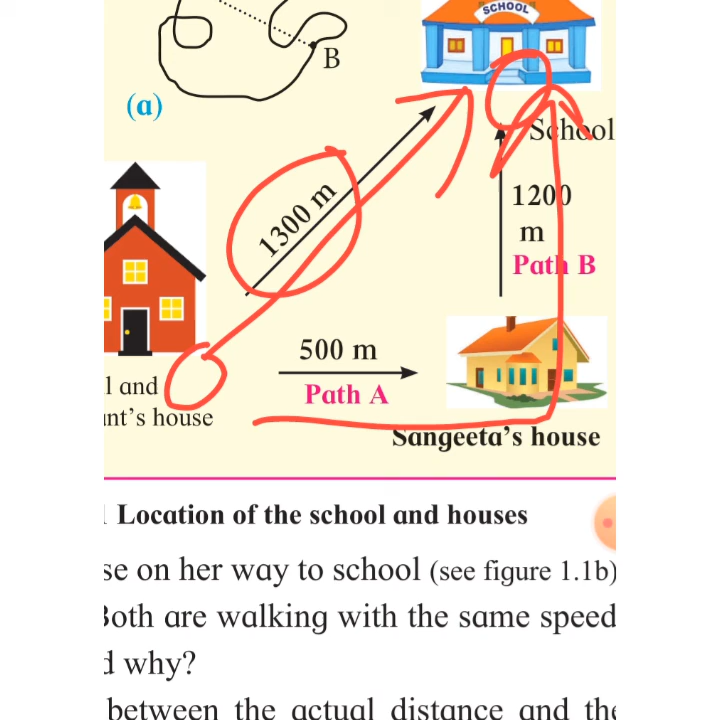 SCHOOL
B
(a)
School
1300 m
1200
m
Path B
500 m
Path A
l and
nt's house
Sangeeta's house
Location of the school and houses
se on her way to school (see figure 1.1b)
Both are walking with the same speed
d why?
between the actual distance and the